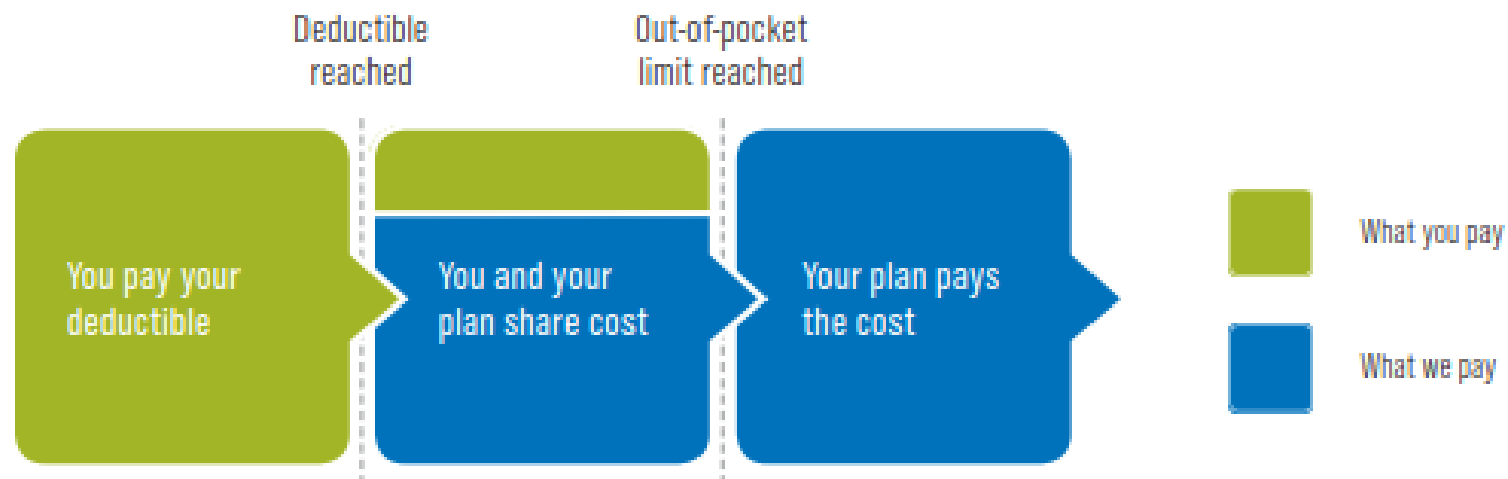 Deductible
reached
Out-of-pocket
limit reached
You pay your
deductible
You and your
plan share cost
Your plan pays
the cost
What you pay
What we pay